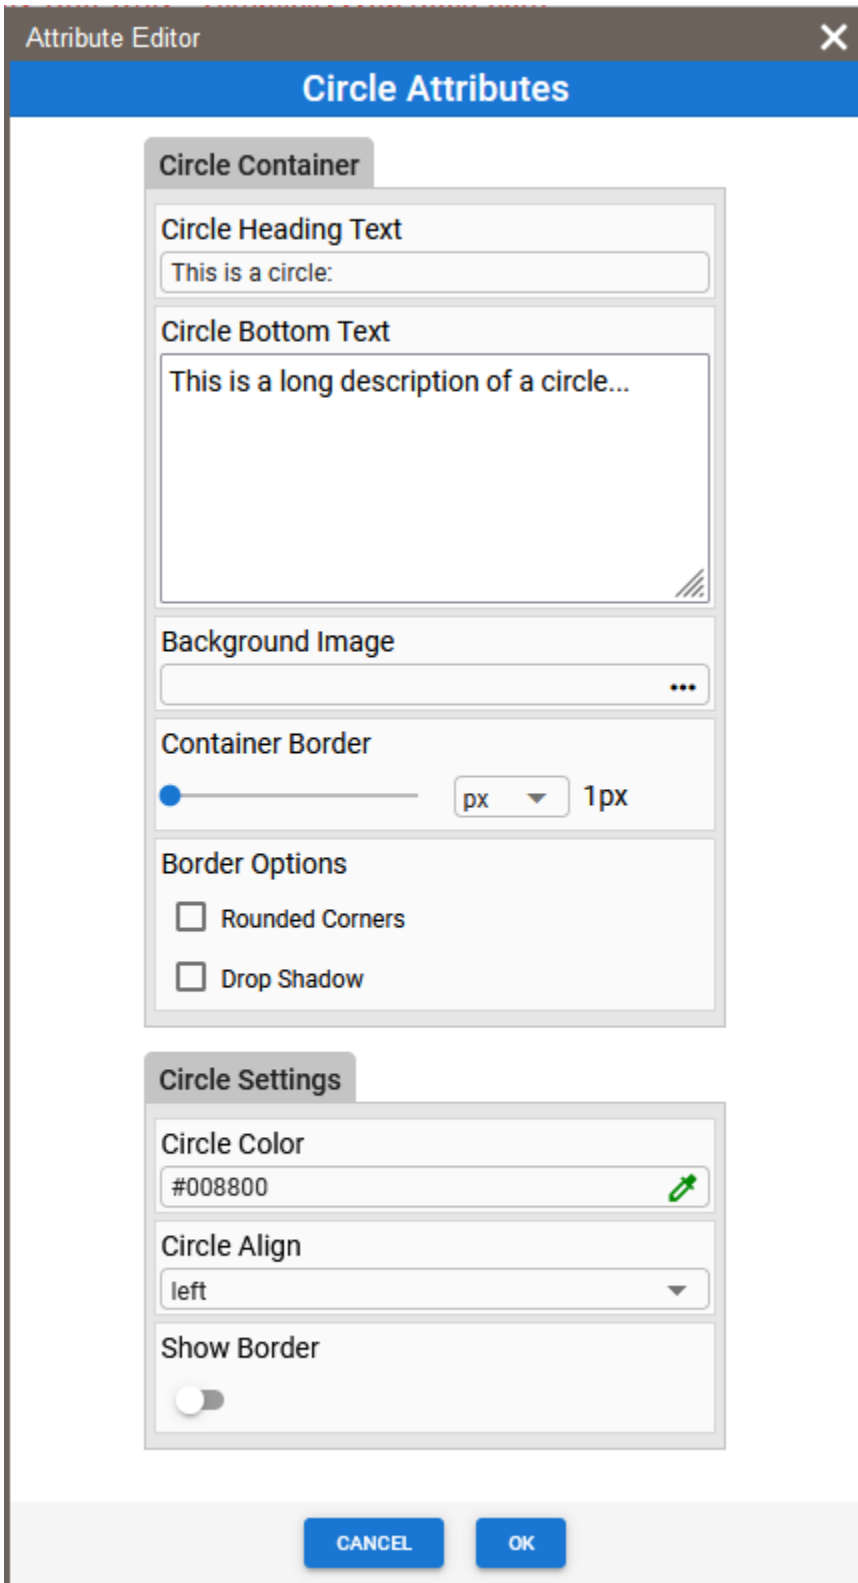 Attribute Editor
Circle Attributes
Circle Container
Circle Heading Text
This is a circle:
Circle Bottom Text
This is a long description of a circle...
Background Image
•••
Container Border
px 1px
Border Options
Rounded Corners
Drop Shadow
Circle Settings
Circle Color
#008800
Circle Align
left
Show Border
CANCEL OK